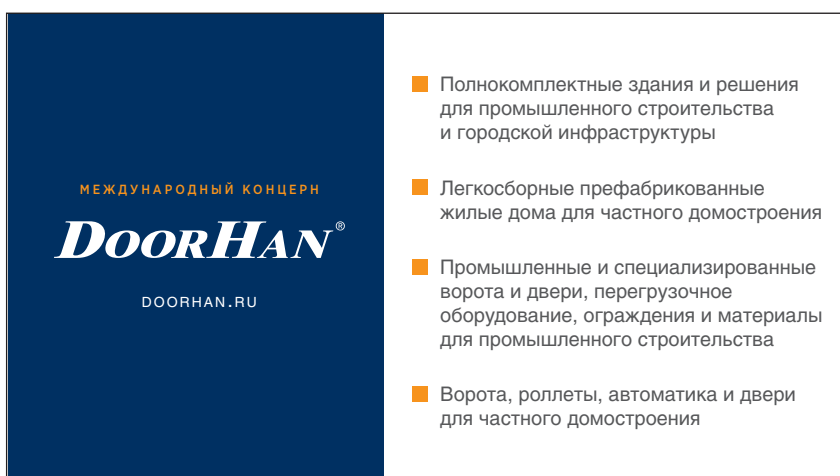 МЕЖДУНАРОДНЫЙ КОНЦЕРН
DOORHAN®
DOORHAN.RU
Полнокомплектные здания и решения
для промышленного строительства
и городской инфраструктуры
Легкосборные префабрикованные
жилые дома для частного домостроения
Промышленные и специализированные
ворота и двери, перегрузочное
оборудование, ограждения и материалы
для промышленного строительства
Ворота, роллеты, автоматика и двери
для частного домостроения